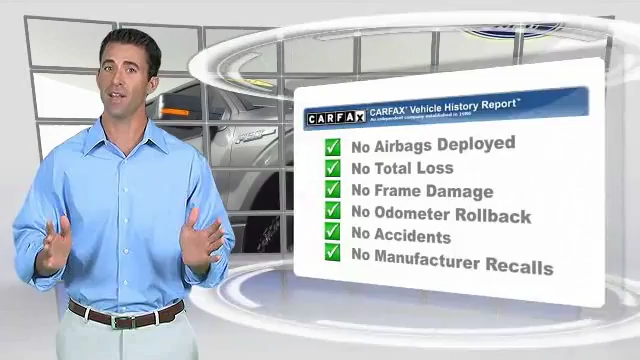 CARFAX CARFAX Vehicle History Report™
An independent company established in 1986
No Airbags Deployed
No Total Loss
No Frame Damage
No Odometer Rollback
No Accidents
No Manufacturer Recalls